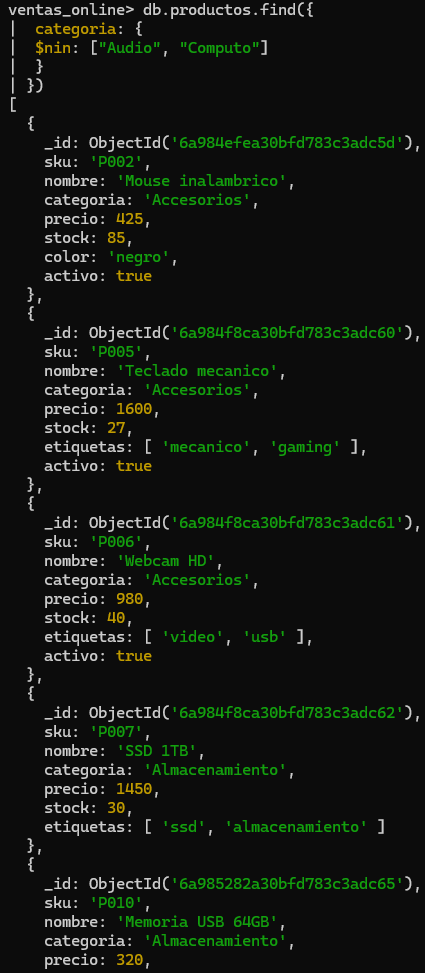 ventas_online> db.productos.find({
|  categoria: {
|  $nin: ["Audio", "Computo"]
|  }
| })
[
  {
    _id: ObjectId('6a984efea30bfd783c3adc5d'),
    sku: 'P002',
    nombre: 'Mouse inalambrico',
    categoria: 'Accesorios',
    precio: 425,
    stock: 85,
    color: 'negro',
    activo: true
  },
  {
    _id: ObjectId('6a984f8ca30bfd783c3adc60'),
    sku: 'P005',
    nombre: 'Teclado mecanico',
    categoria: 'Accesorios',
    precio: 1600,
    stock: 27,
    etiquetas: [ 'mecanico', 'gaming' ],
    activo: true
  },
  {
    _id: ObjectId('6a984f8ca30bfd783c3adc61'),
    sku: 'P006',
    nombre: 'Webcam HD',
    categoria: 'Accesorios',
    precio: 980,
    stock: 40,
    etiquetas: [ 'video', 'usb' ],
    activo: true
  },
  {
    _id: ObjectId('6a984f8ca30bfd783c3adc62'),
    sku: 'P007',
    nombre: 'SSD 1TB',
    categoria: 'Almacenamiento',
    precio: 1450,
    stock: 30,
    etiquetas: [ 'ssd', 'almacenamiento' ]
  },
  {
    _id: ObjectId('6a985282a30bfd783c3adc65'),
    sku: 'P010',
    nombre: 'Memoria USB 64GB',
    categoria: 'Almacenamiento',
    precio: 320,